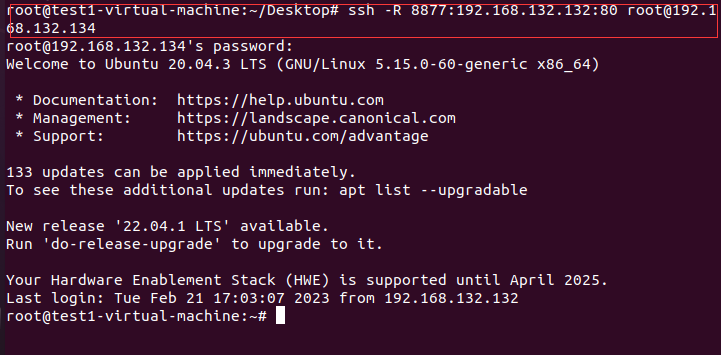 root@test1-virtual-machine:~/Desktop# ssh -R 8877:192.168.132.132:80 root@192.1
68.132.134
root@192.168.132.134's password:
Welcome to Ubuntu 20.04.3 LTS (GNU/Linux 5.15.0-60-generic x86_64)
* Documentation:  https://help.ubuntu.com
* Management:     https://landscape.canonical.com
* Support:        https://ubuntu.com/advantage
133 updates can be applied immediately.
To see these additional updates run: apt list --upgradable
New release '22.04.1 LTS' available.
Run 'do-release-upgrade' to upgrade to it.
Your Hardware Enablement Stack (HWE) is supported until April 2025.
Last login: Tue Feb 21 17:03:07 2023 from 192.168.132.132
root@test1-virtual-machine:~#